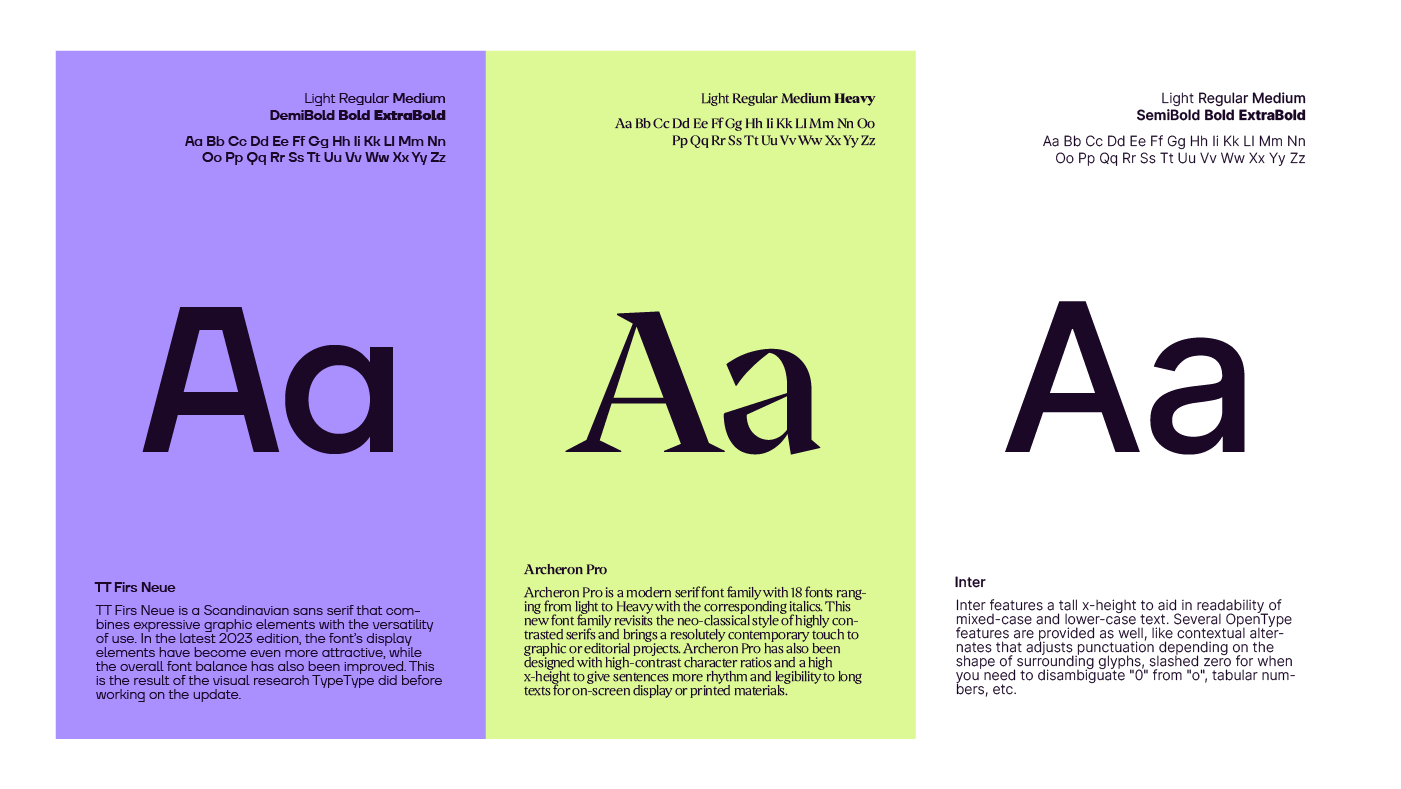 Light Regular Medium
DemiBold Bold ExtraBold
Aa Bb Cc Dd Ee Ff Gg Hh Ii Kk Ll Mm Nn
Oo Pp Qq Rr Ss Tt Uu Vv Ww Xx Yy Zz
Aa
TT Firs Neue
TT Firs Neue is a Scandinavian sans serif that com-
bines expressive graphic elements with the versatility
of use. In the latest 2023 edition, the font's display
elements have become even more attractive, while
the overall font balance has also been improved. This
is the result of the visual research TypeType did before
working on the update.
Light Regular Medium Heavy
Aa Bb Cc Dd Ee Ff Gg Hh Ii Kk Ll Mm Nn Oo
Pp Qq Rr Ss Tt Uu Vv Ww Xx Yy Zz
Aa
Archeron Pro
Archeron Pro is a modern serif font family with 18 fonts rang-
ing from light to Heavy with the corresponding italics. This
new font family revisits the neo-classical style of highly con-
trasted serifs and brings a resolutely contemporary touch to
graphic or editorial projects. Archeron Pro has also been
designed with high-contrast character ratios and a high
x-height to give sentences more rhythm and legibility to long
texts for on-screen display or printed materials.
Light Regular Medium
SemiBold Bold ExtraBold
Aa Bb Cc Dd Ee Ff Gg Hh Ii Kk Ll Mm Nn
Oo Pp Qq Rr Ss Tt Uu Vv Ww Xx Yy Zz
Aa
Inter
Inter features a tall x-height to aid in readability of
mixed-case and lower-case text. Several OpenType
features are provided as well, like contextual alter-
nates that adjusts punctuation depending on the
shape of surrounding glyphs, slashed zero for when
you need to disambiguate "0" from "o", tabular num-
bers, etc.